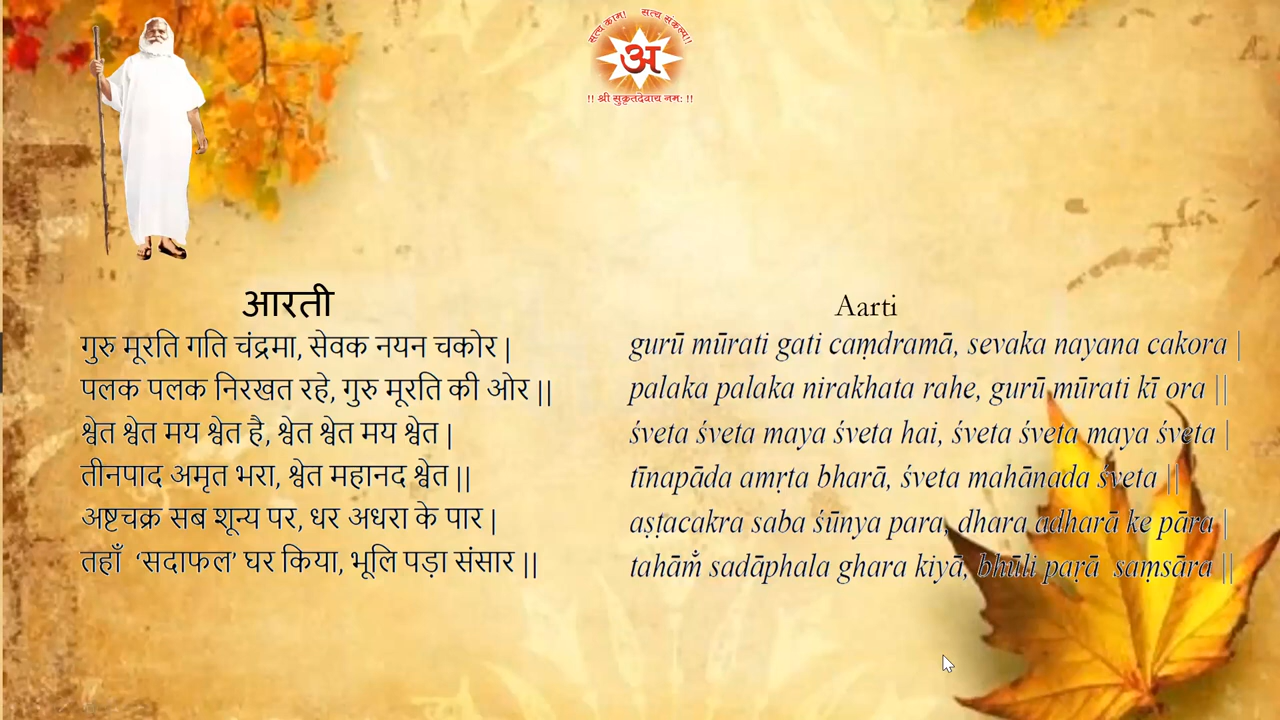 सत्य काम! सत्य संकल्प!!
अ
!! श्री सुकृतदेवाय नमः !!
आरती
गुरु मूरति गति चंद्रमा, सेवक नयन चकोर |
पलक पलक निरखत रहे, गुरु मूरति की ओर ||
श्वेत श्वेत मय श्वेत है, श्वेत श्वेत मय श्वेत |
तीनपाद अमृत भरा, श्वेत महानद श्वेत ||
अष्टचक्र सब शून्य पर, धर अधरा के पार |
तहाँ ‘सदाफल’ घर किया, भूलि पड़ा संसार ||
Aarti
gurū mūrati gati caṃdramā, sevaka nayana cakora |
palaka palaka nirakhata rahe, gurū mūrati kī ora ||
śveta śveta maya śveta hai, śveta śveta maya śveta |
tīnapāda amṛta bharā, śveta mahānada śveta ||
aṣṭacakra saba śūnya para, dhara adharā ke pāra |
tahām̐ sadāphala ghara kiyā, bhūli paṛā saṃsāra ||